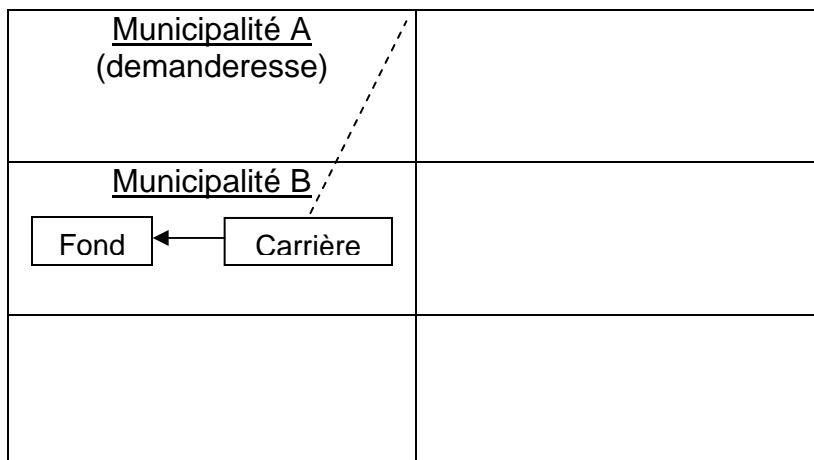 Municipalité A
(demanderesse)
Municipalité B
Fond
Carrière